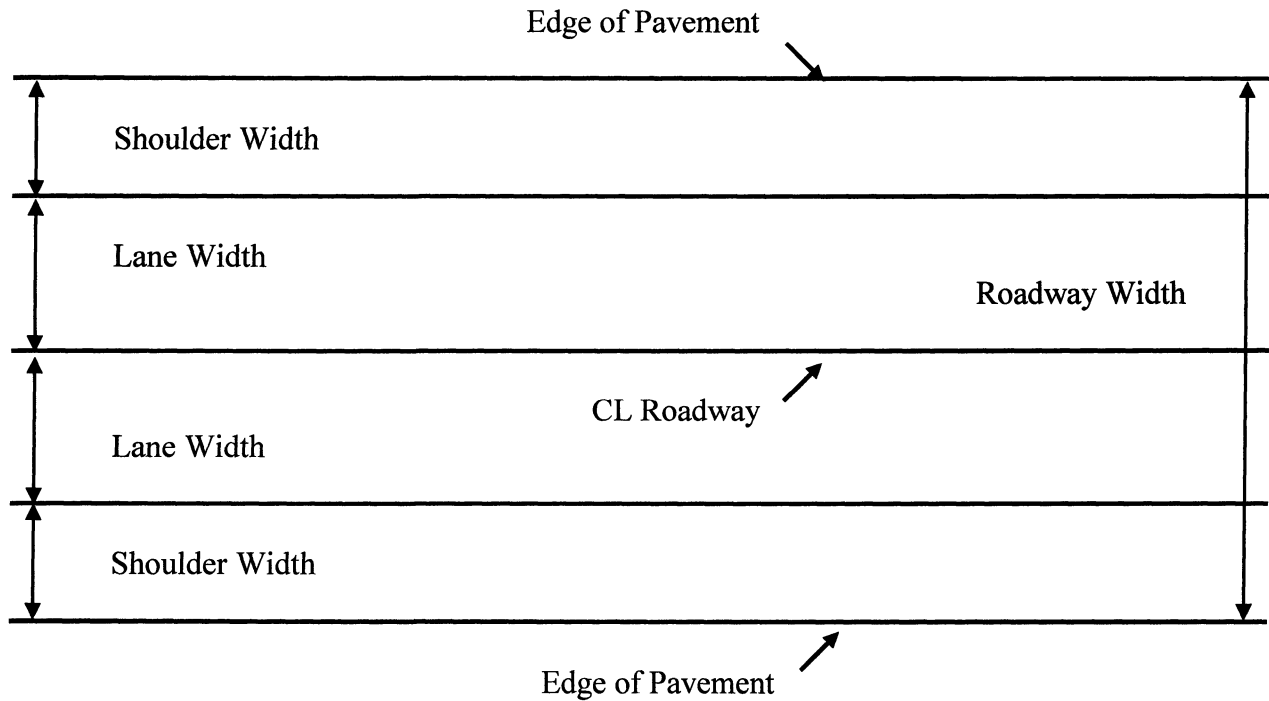 Edge of Pavement
Shoulder Width
Lane Width
Roadway Width
CL Roadway
Lane Width
Shoulder Width
Edge of Pavement